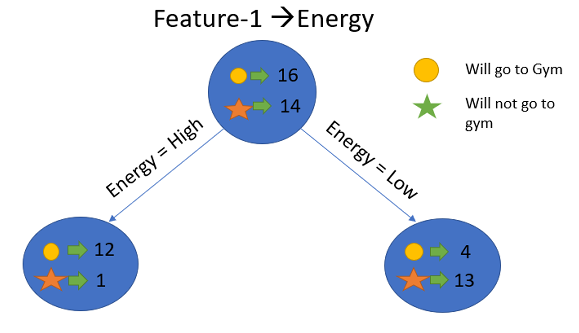 Feature-1 → Energy
16
14
Will go to Gym
Will not go to
gym
Energy = High
Energy = Low
12
1
4
13